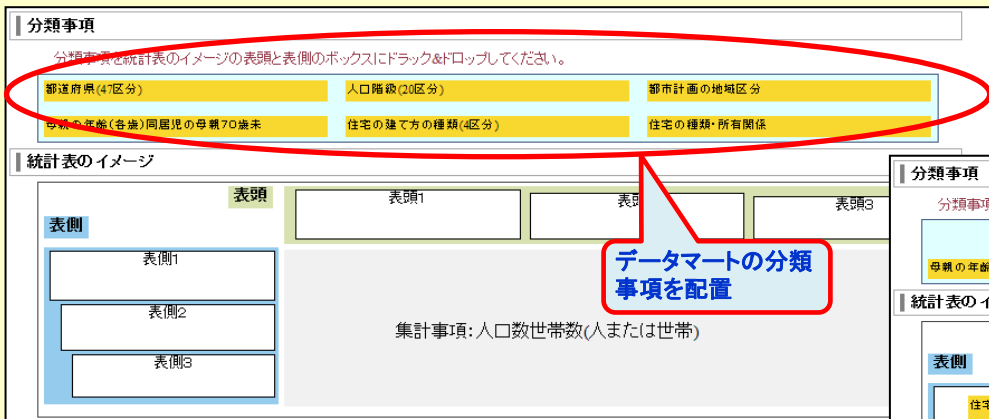 分類事項
分類事項を統計表のイメージの表頭と表側のボックスにドラック&ドロップしてください。
都道府県(47区分)
人口階級(20区分)
都市計画の地域区分
母親の年齢(各歳)同居児の母親70歳未
住宅の建て方の種類(4区分)
住宅の種類・所有関係
統計表のイメージ
表頭
表頭1
表頭3
表側
表側1
表側2
表側3
集計事項:人口数世帯数(人または世帯)
データマートの分類
事項を配置
分類事項
分類事項
母親の年齢
統計表のイ
表側
住宅